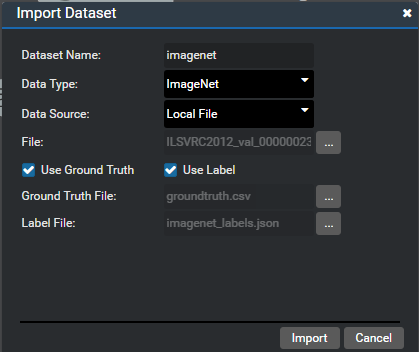 Import Dataset
Dataset Name: imagenet
Data Type: ImageNet
Data Source: Local File
File: ILSVRC2012_val_00000023 ...
Use Ground Truth Use Label
Ground Truth File: groundtruth.csv ...
Label File: imagenet_labels.json ...
Import Cancel